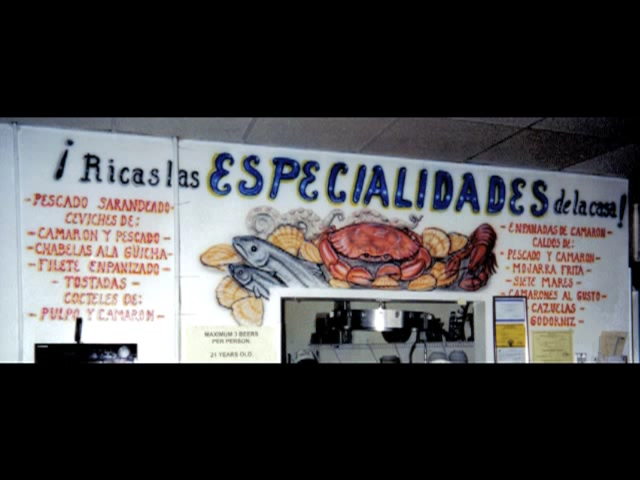 ¡Ricas las ESPECIALIDADES de la casa!
-PESCADO SARANDEADO-
CEVICHES DE:
-CAMARON Y PESCADO-
-CHABELAS ALA GÜICHA-
-FILETE EMPANIZADO-
-TOSTADAS-
COCTELES DE:
-PULPO Y CAMARON-
-ENPANADAS DE CAMARON-
CALDOS DE:
-PESCADO Y CAMARON-
-MOJARRA FRITA-
-SIETE MARES-
-CAMARONES AL GUSTO-
-CAZUELAS
-GODORNIZ-
MAXIMUM 3 BEERS
PER PERSON.
21 YEARS OLD.